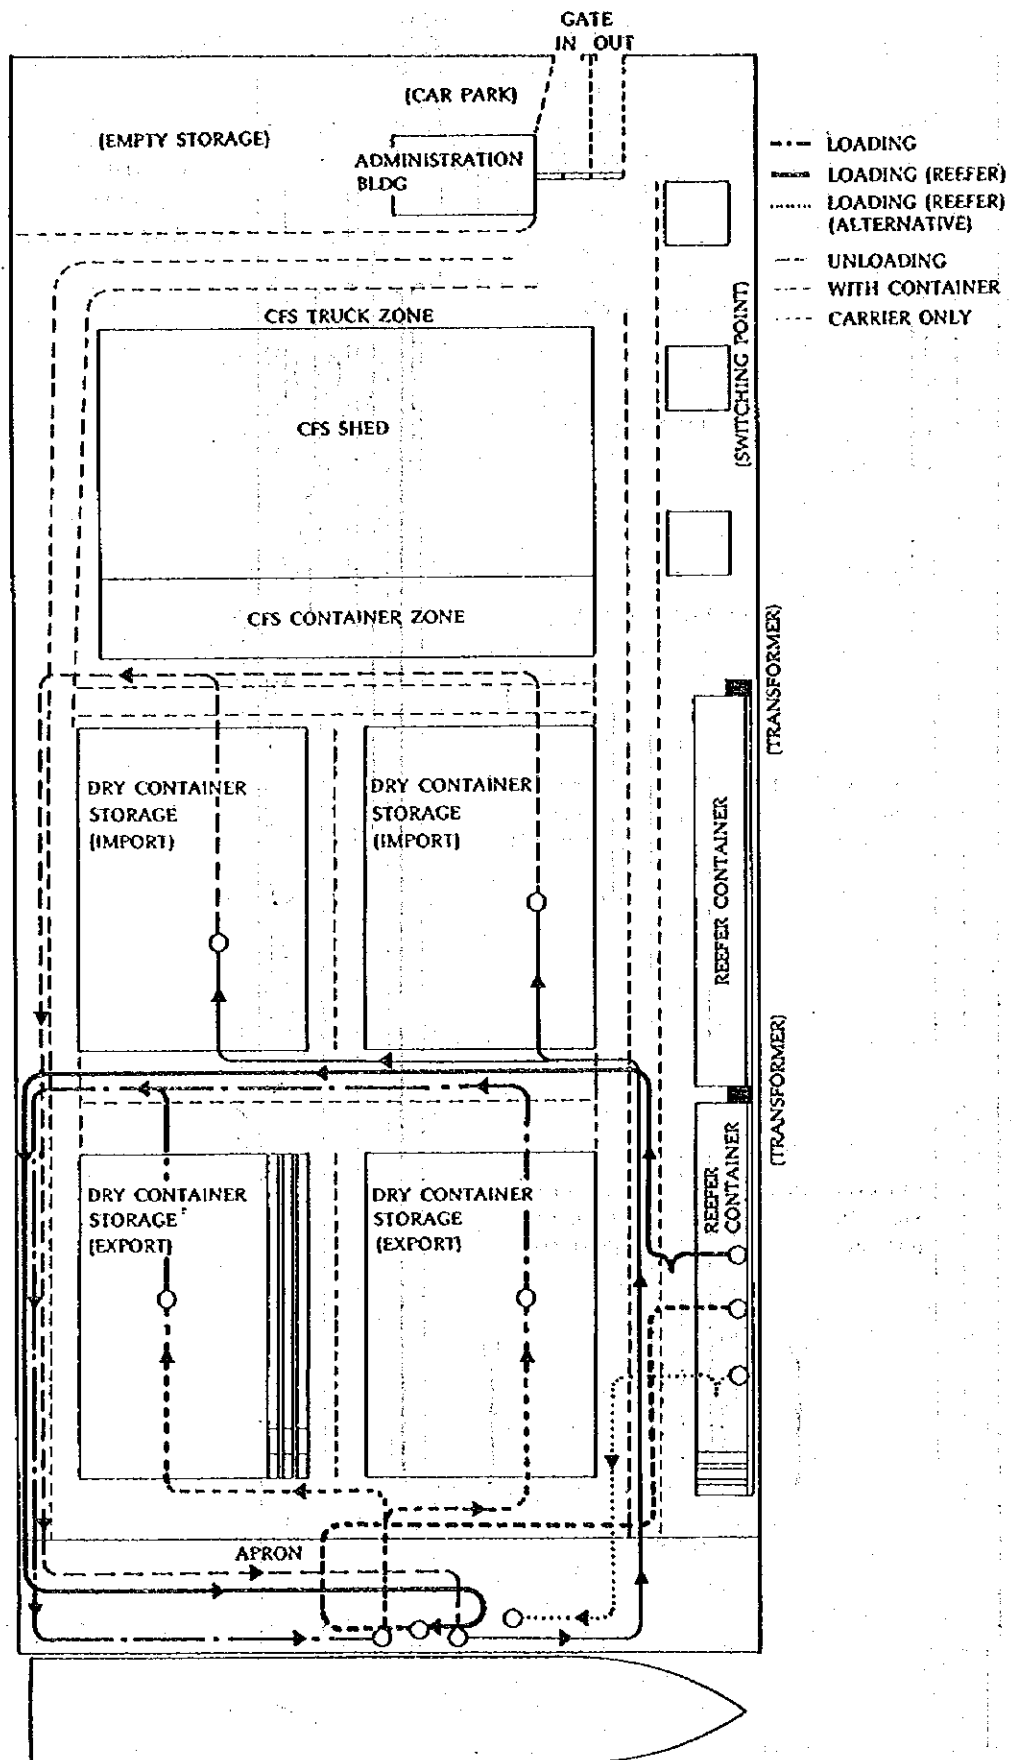 GATE
IN OUT
(CAR PARK)
(EMPTY STORAGE)
ADMINISTRATION
BLDG
LOADING
LOADING (REEFER)
LOADING (REEFER)
(ALTERNATIVE)
UNLOADING
WITH CONTAINER
CARRIER ONLY
CFS TRUCK ZONE
(SWITCHING POINT)
CFS SHED
CFS CONTAINER ZONE
(TRANSFORMER)
DRY CONTAINER
STORAGE
(IMPORT)
DRY CONTAINER
STORAGE
(IMPORT)
REEFER CONTAINER
(TRANSFORMER)
DRY CONTAINER
STORAGE
(EXPORT)
DRY CONTAINER
STORAGE
(EXPORT)
REEFER
CONTAINER
APRON